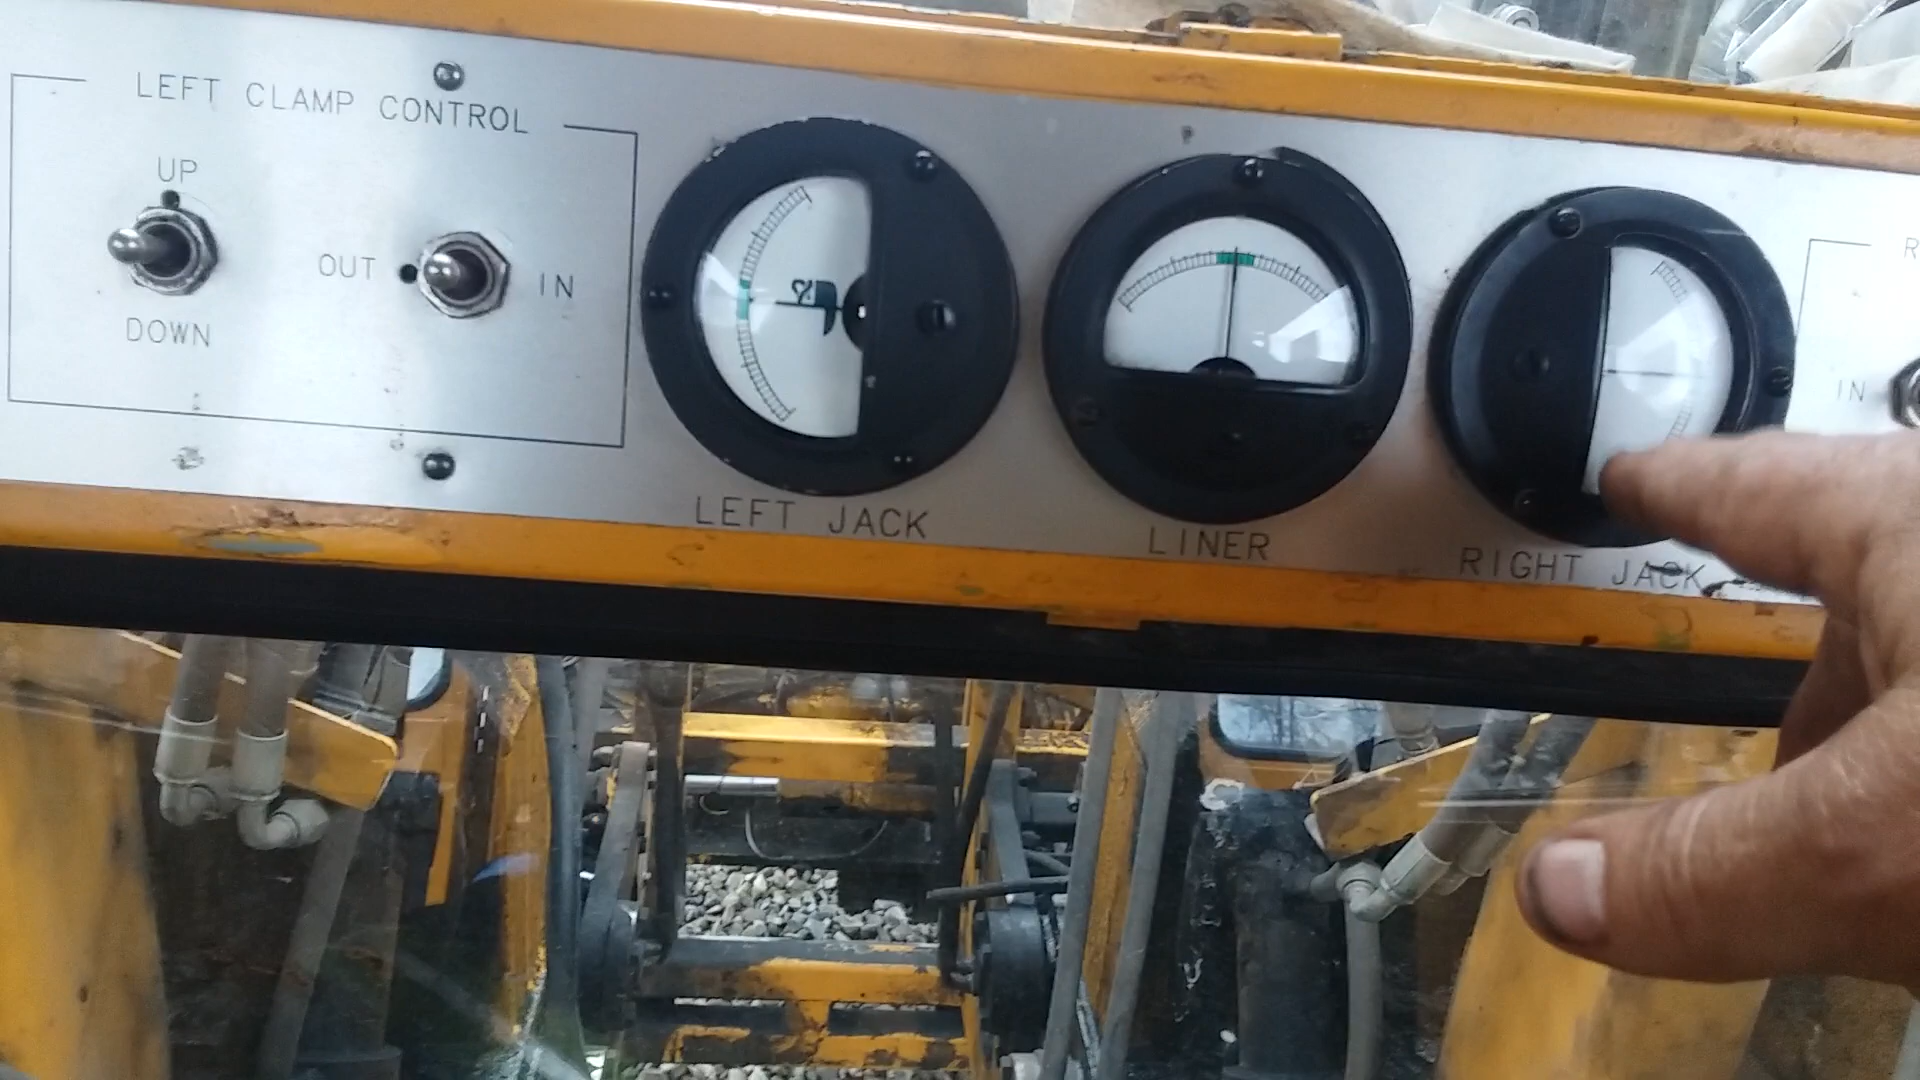 LEFT CLAMP CONTROL
UP
OUT
IN
DOWN
LEFT JACK
LINER
RIGHT JACK
IN
R